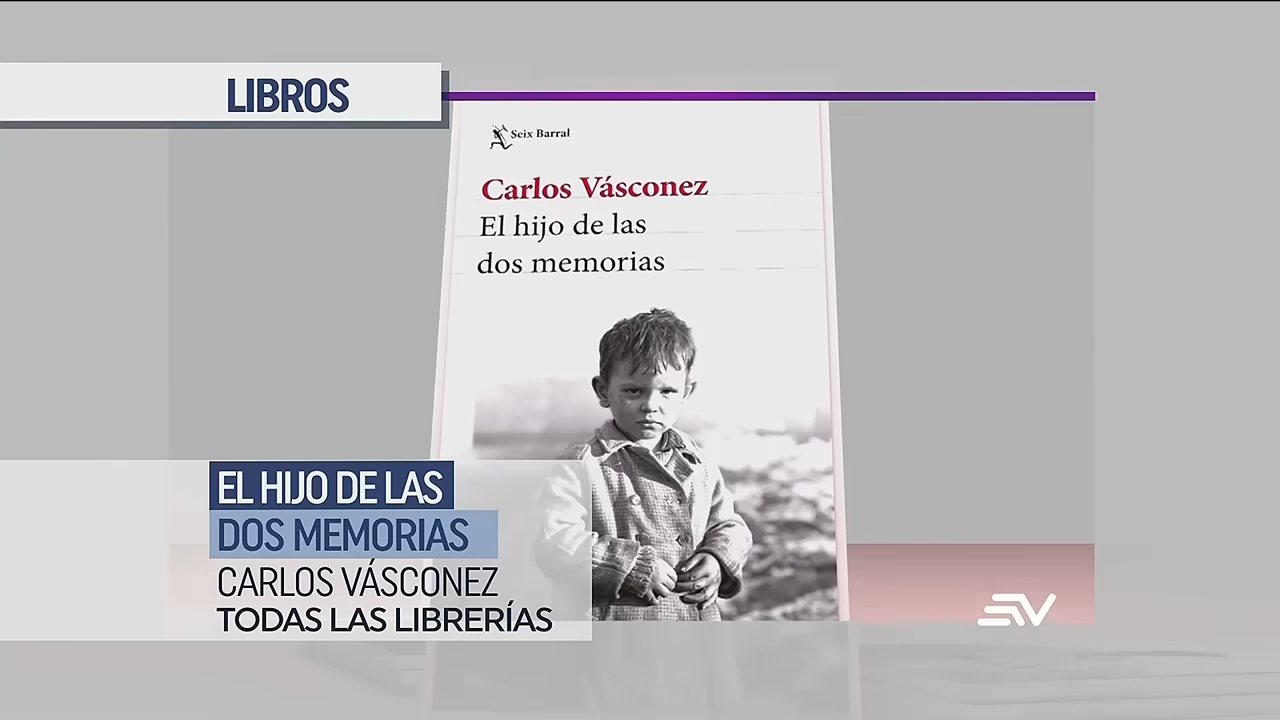 LIBROS
Seix Barral
Carlos Vásconez
El hijo de las
dos memorias
EL HIJO DE LAS
DOS MEMORIAS
CARLOS VÁSCONEZ
TODAS LAS LIBRERÍAS